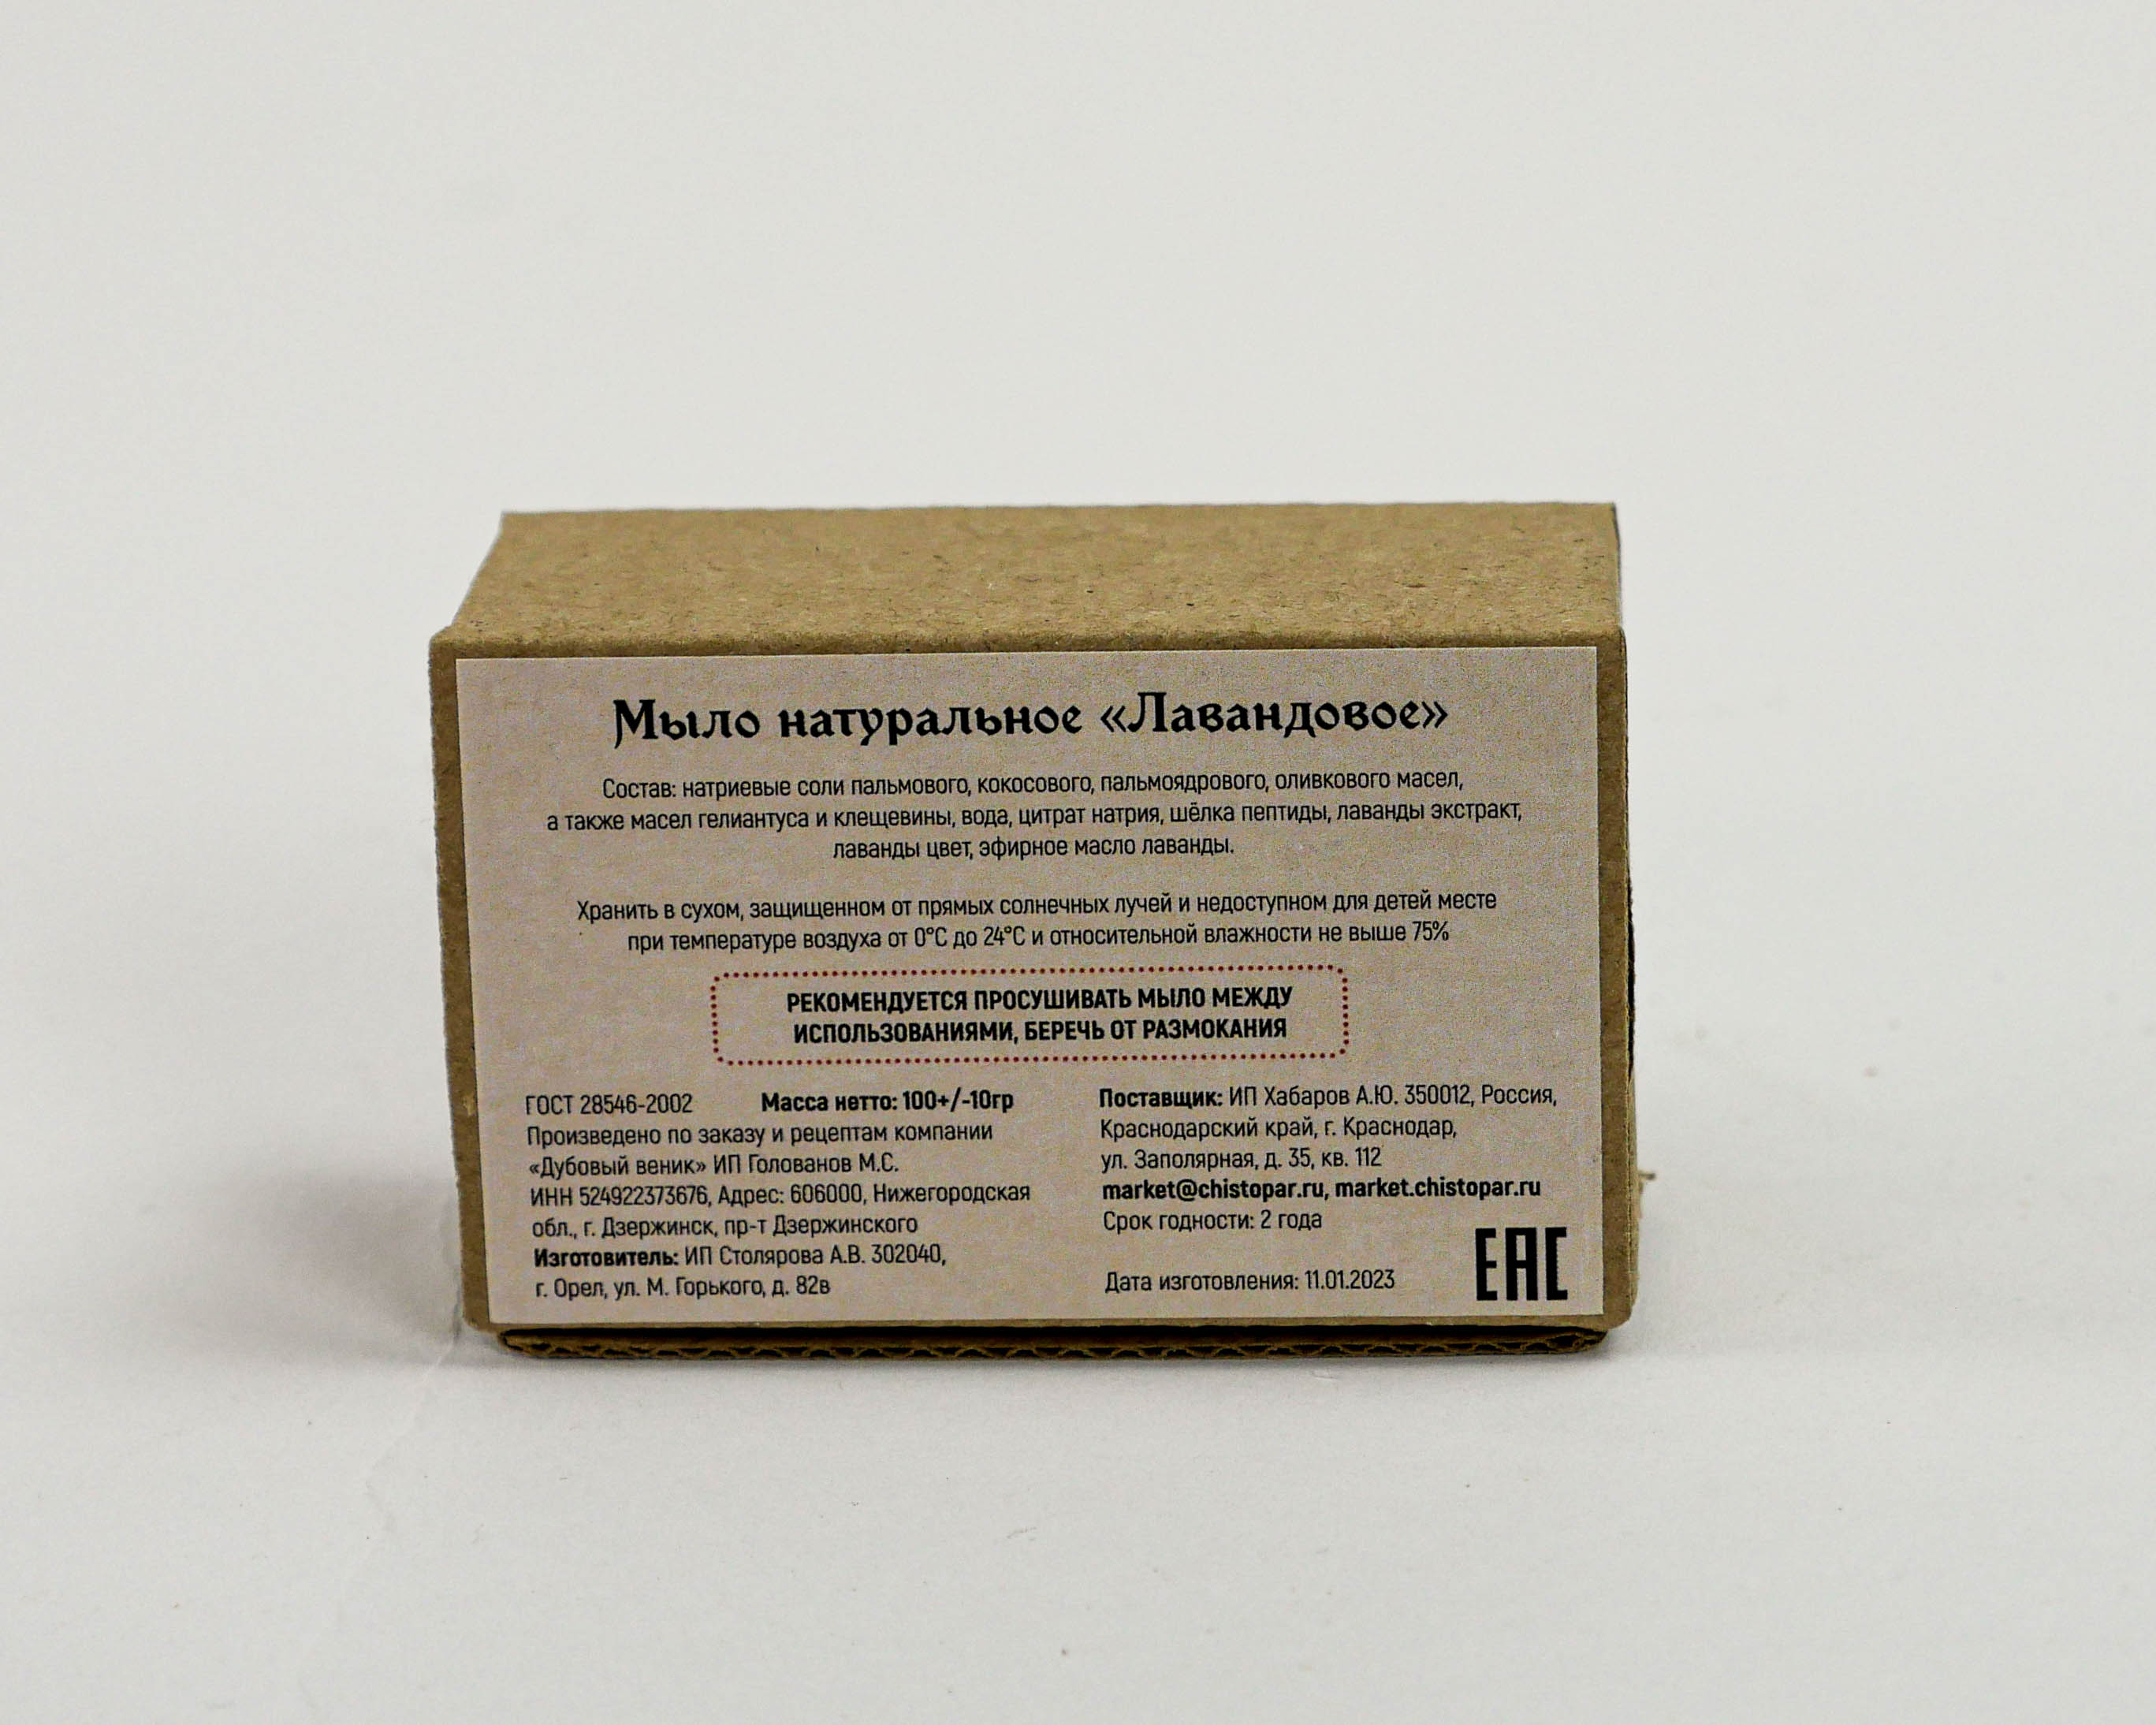 Мыло натуральное «Лавандовое»
Состав: натриевые соли пальмового, кокосового, пальмоядрового, оливкового масел,
а также масел гелиантуса и клещевины, вода, цитрат натрия, шёлка пептиды, лаванды экстракт,
лаванды цвет, эфирное масло лаванды.
Хранить в сухом, защищенном от прямых солнечных лучей и недоступном для детей месте
при температуре воздуха от 0°C до 24°C и относительной влажности не выше 75%
РЕКОМЕНДУЕТСЯ ПРОСУШИВАТЬ МЫЛО МЕЖДУ
ИСПОЛЬЗОВАНИЯМИ, БЕРЕЧЬ ОТ РАЗМОКАНИЯ
ГОСТ 28546-2002 Масса нетто: 100+/-10гр
Произведено по заказу и рецептам компании
«Дубовый веник» ИП Голованов М.С.
ИНН 524922373676, Адрес: 606000, Нижегородская
обл., г. Дзержинск, пр-т Дзержинского
Изготовитель: ИП Столярова А.В. 302040,
г. Орел, ул. М. Горького, д. 82в
Поставщик: ИП Хабаров А.Ю. 350012, Россия,
Краснодарский край, г. Краснодар,
ул. Заполярная, д. 35, кв. 112
market@chistopar.ru, market.chistopar.ru
Срок годности: 2 года
Дата изготовления: 11.01.2023
EAC